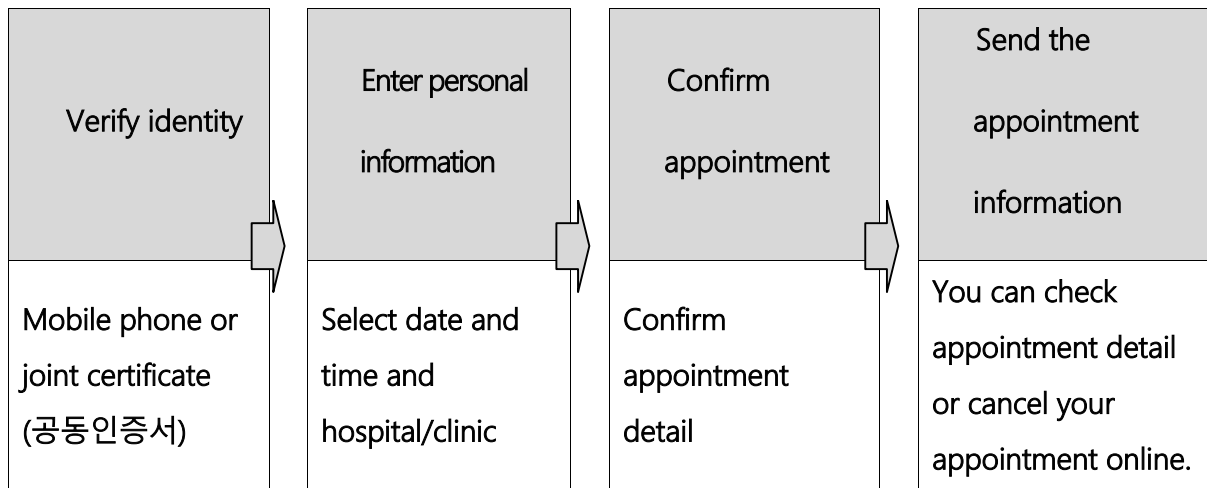 Verify identity
Mobile phone or
joint certificate
(공동인증서)
Enter personal
information
Select date and
time and
hospital/clinic
Confirm
appointment
Confirm
appointment
detail
Send the
appointment
information
You can check
appointment detail
or cancel your
appointment online.